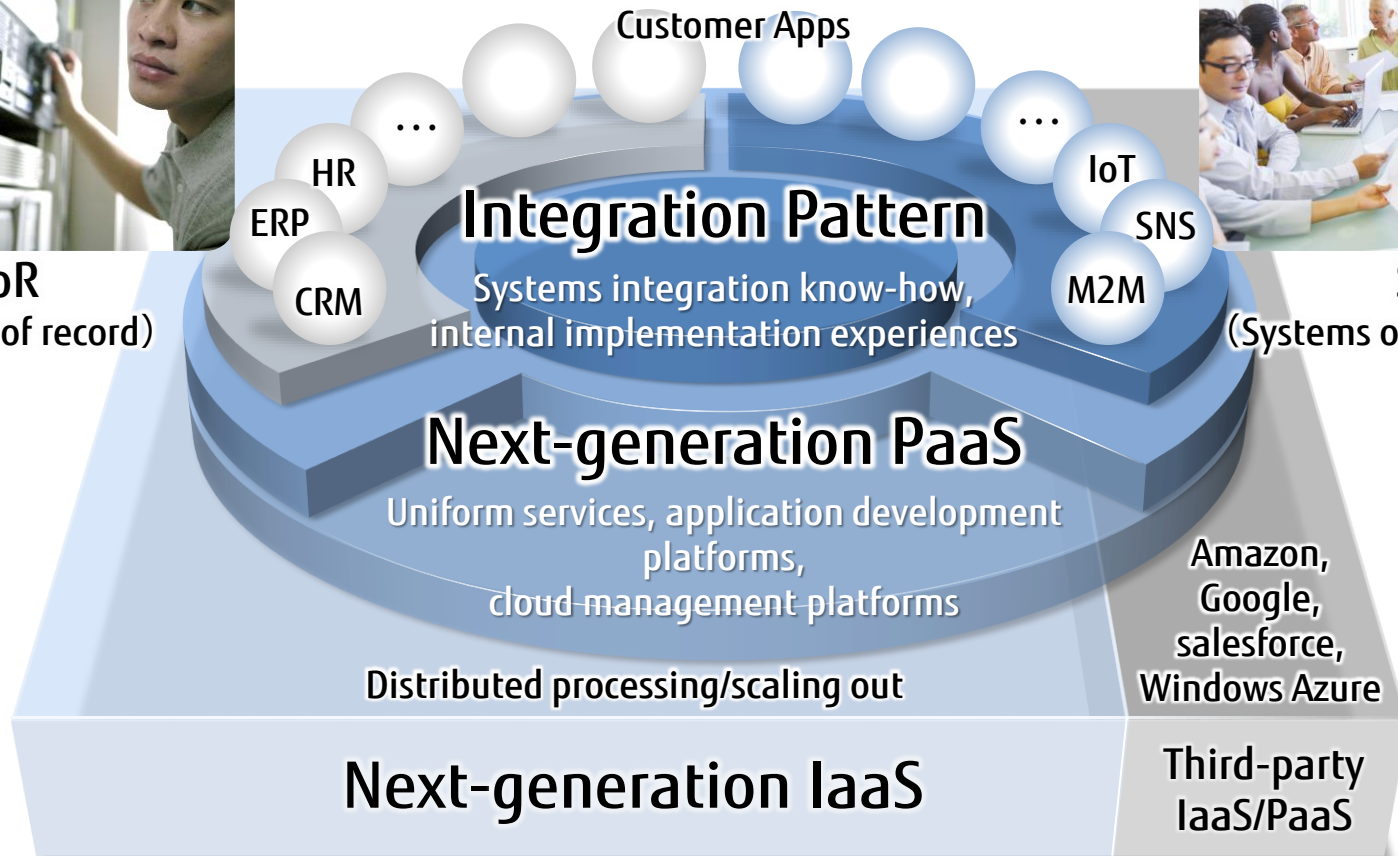 Customer Apps
...
...
HR
IoT
ERP
SNS
CRM
M2M
Integration Pattern
Systems integration know-how,
internal implementation experiences
oR
of record）
（Systems o
Next-generation PaaS
Uniform services, application development
platforms,
cloud management platforms
Amazon,
Google,
salesforce,
Windows Azure
Distributed processing/scaling out
Next-generation IaaS
Third-party
IaaS/PaaS